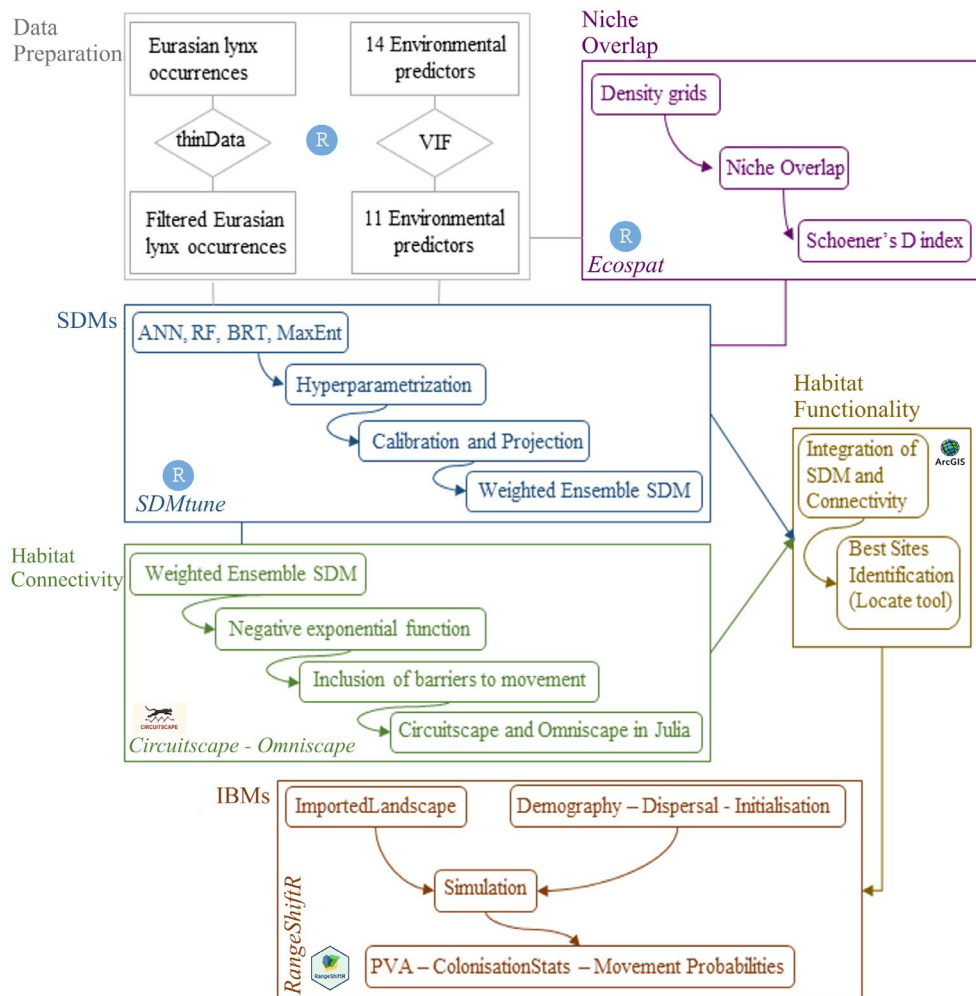 Data
Preparation
Eurasian lynx
occurrences
14 Environmental
predictors
thinData
R
VIF
Filtered Eurasian
lynx occurrences
11 Environmental
predictors
Niche
Overlap
Density grids
Niche Overlap
Schoener's D index
R
Ecospat
SDMs
ANN, RF, BRT, MaxEnt
Hyperparametrization
Calibration and Projection
Weighted Ensemble SDM
R
SDMtune
Habitat
Functionality
Integration of
SDM and
Connectivity
ArcGIS
Best Sites
Identification
(Locate tool)
Habitat
Connectivity
Weighted Ensemble SDM
Negative exponential function
Inclusion of barriers to movement
Circuitscape and Omniscape in Julia
CIRCUITSCAPE
Circuitscape - Omniscape
IBMs
ImportedLandscape
Demography – Dispersal - Initialisation
Simulation
PVA – ColonisationStats – Movement Probabilities
RangeShiftR
RangeShiftR